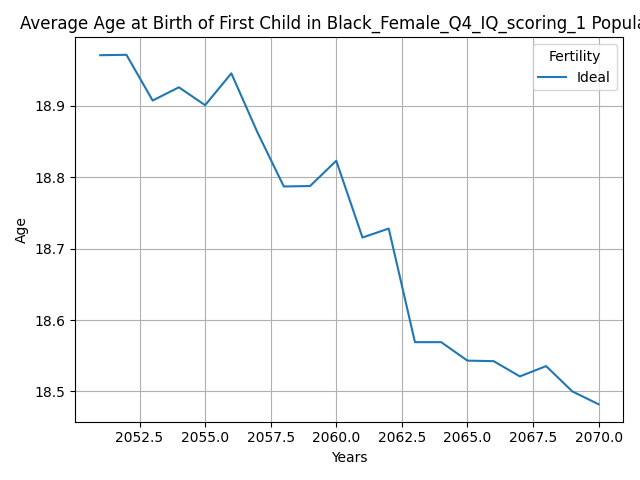 Average Age at Birth of First Child in Black_Female_Q4_IQ_scoring_1 Popula
Fertility
Ideal
18.9
18.8
18.7
18.6
18.5
Age
2052.5 2055.0 2057.5 2060.0 2062.5 2065.0 2067.5 2070.0
Years